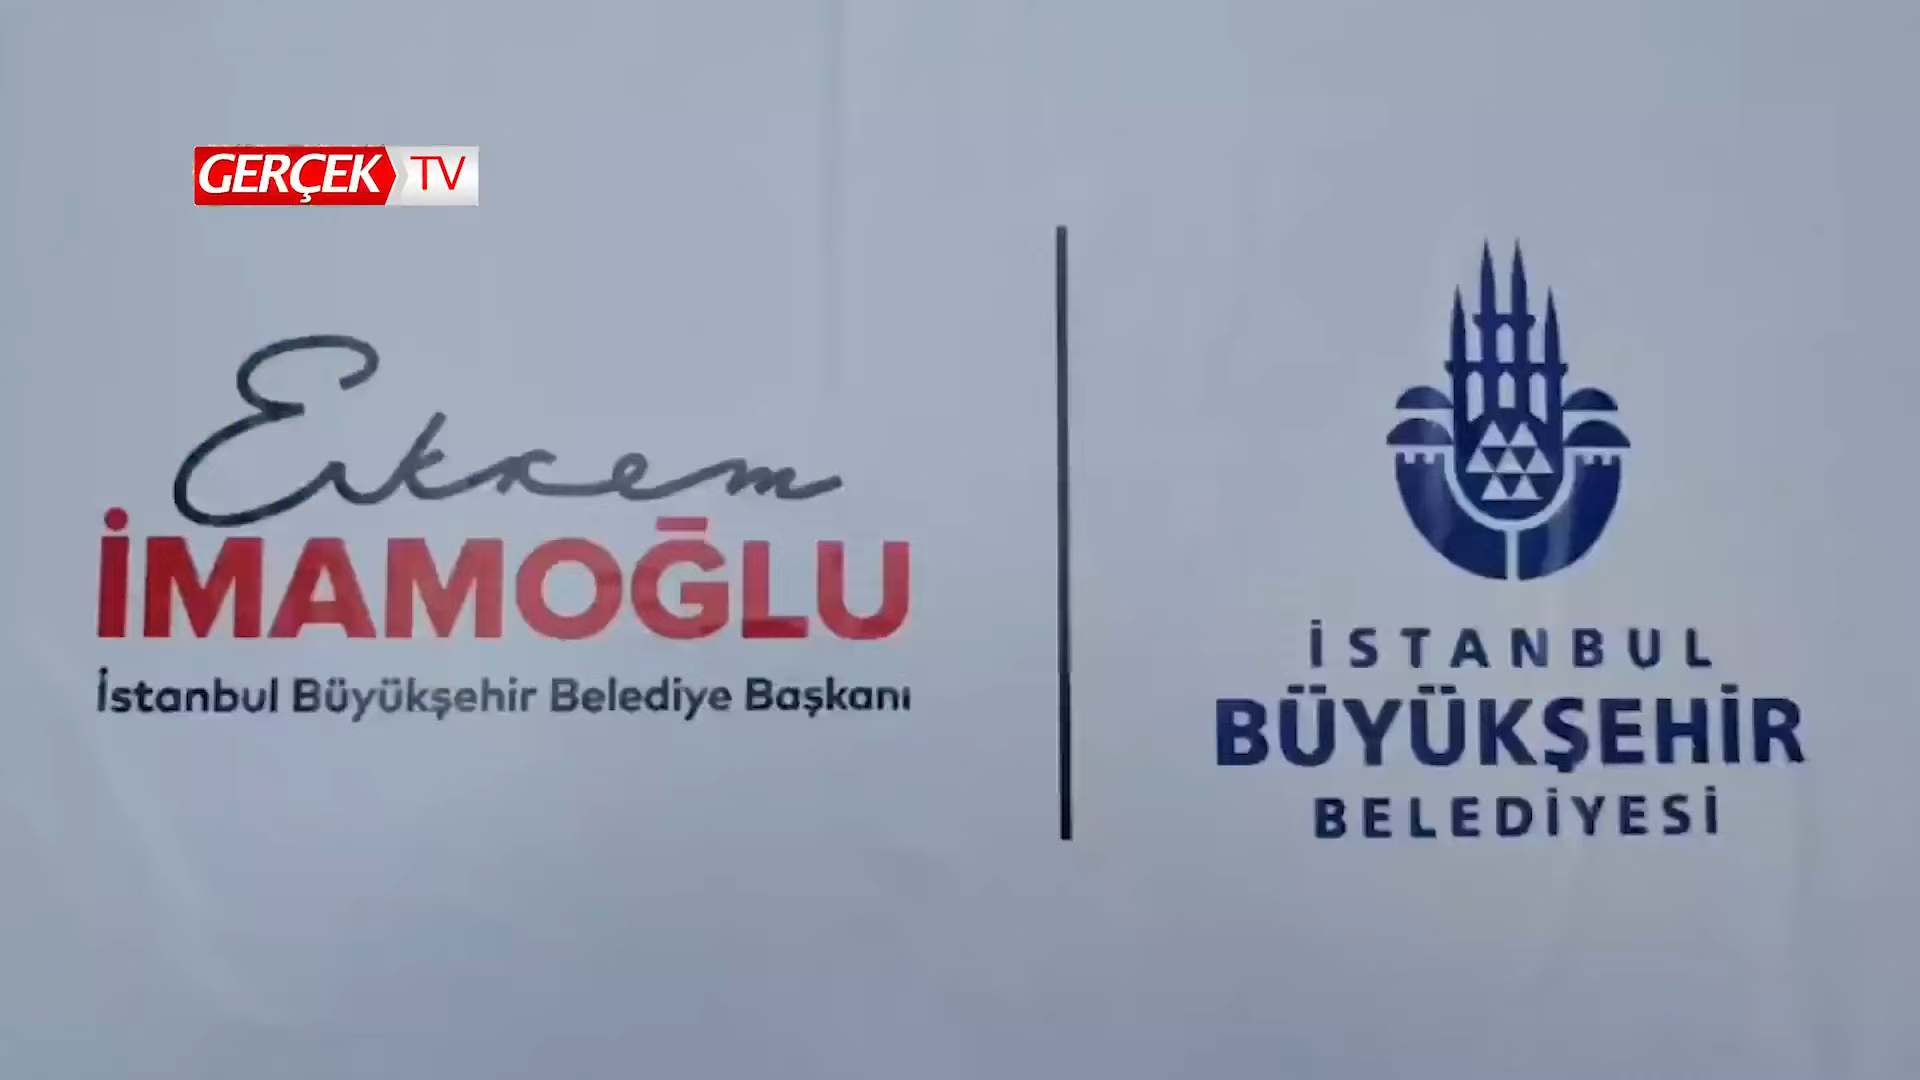 GERÇEK TV
Ekrem
İMAMOĞLU
İstanbul Büyükşehir Belediye Başkanı
İSTANBUL
BÜYÜKŞEHİR
BELEDİYESİ